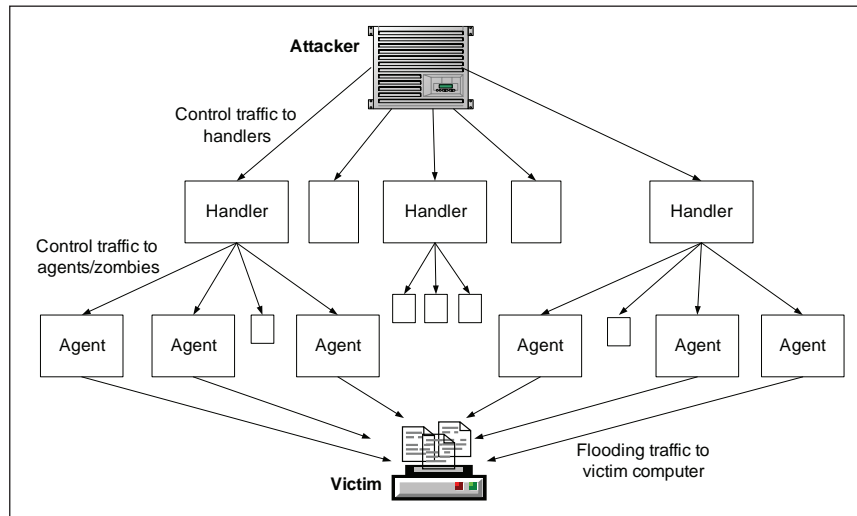 Attacker
Control traffic to
handlers
Handler
Handler
Handler
Control traffic to
agents/zombies
Agent
Agent
Agent
Agent
Agent
Agent
Flooding traffic to
victim computer
Victim